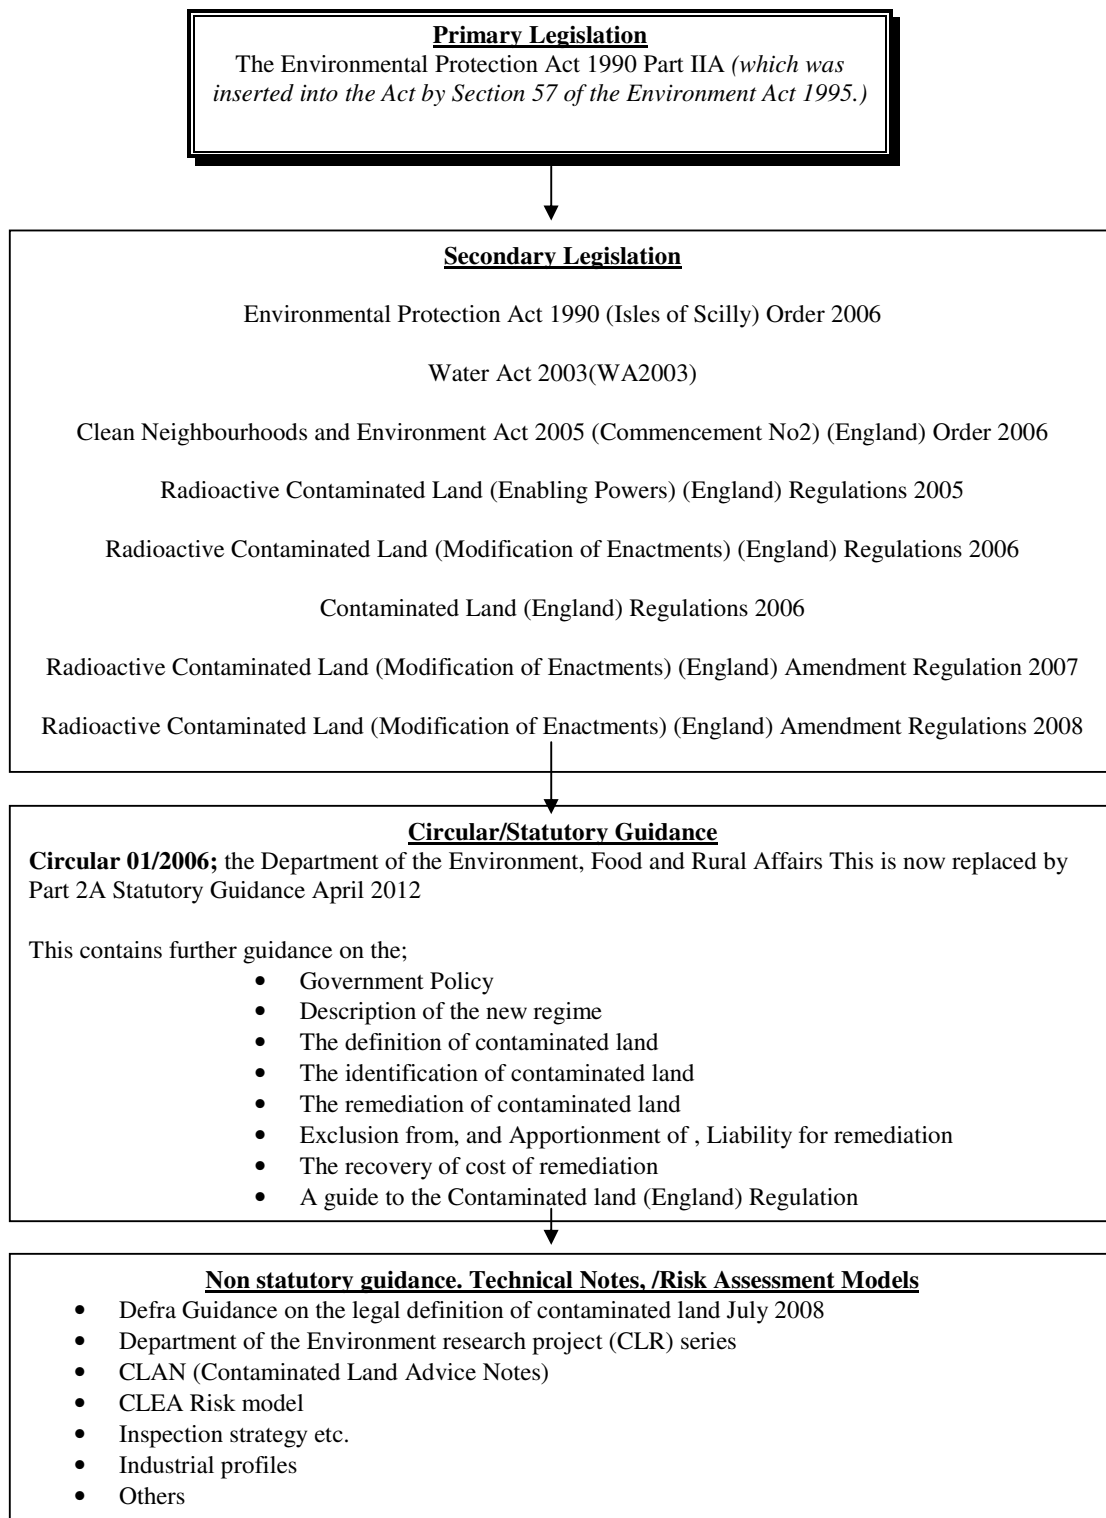 Primary Legislation
The Environmental Protection Act 1990 Part IIA (which was
inserted into the Act by Section 57 of the Environment Act 1995.)
Secondary Legislation
Environmental Protection Act 1990 (Isles of Scilly) Order 2006
Water Act 2003(WA2003)
Clean Neighbourhoods and Environment Act 2005 (Commencement No2) (England) Order 2006
Radioactive Contaminated Land (Enabling Powers) (England) Regulations 2005
Radioactive Contaminated Land (Modification of Enactments) (England) Regulations 2006
Contaminated Land (England) Regulations 2006
Radioactive Contaminated Land (Modification of Enactments) (England) Amendment Regulation 2007
Radioactive Contaminated Land (Modification of Enactments) (England) Amendment Regulations 2008
Circular/Statutory Guidance
Circular 01/2006; the Department of the Environment, Food and Rural Affairs This is now replaced by
Part 2A Statutory Guidance April 2012
This contains further guidance on the;
• Government Policy
• Description of the new regime
• The definition of contaminated land
• The identification of contaminated land
• The remediation of contaminated land
• Exclusion from, and Apportionment of , Liability for remediation
• The recovery of cost of remediation
• A guide to the Contaminated land (England) Regulation
Non statutory guidance. Technical Notes, /Risk Assessment Models
• Defra Guidance on the legal definition of contaminated land July 2008
• Department of the Environment research project (CLR) series
• CLAN (Contaminated Land Advice Notes)
• CLEA Risk model
• Inspection strategy etc.
• Industrial profiles
• Others